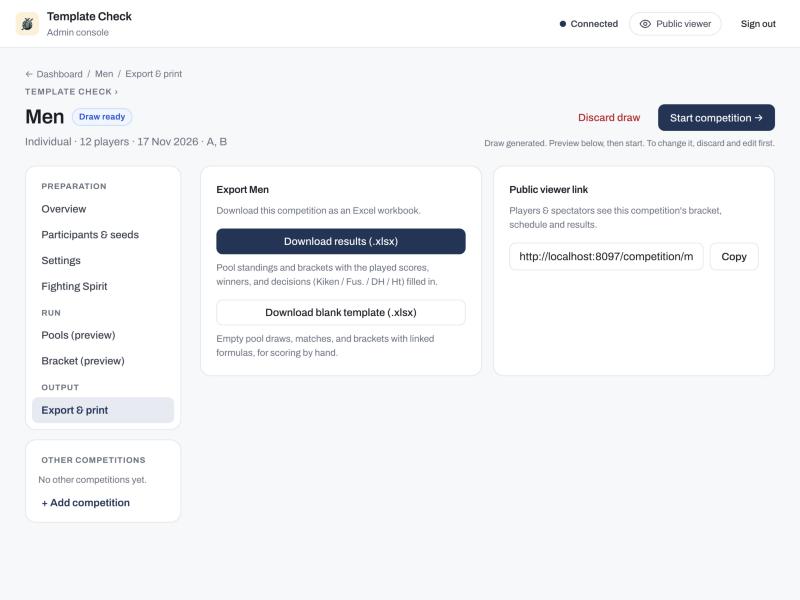 Template Check
Admin console
Connected
Public viewer
Sign out
← Dashboard / Men / Export & print
TEMPLATE CHECK ›
Men
Draw ready
Individual · 12 players · 17 Nov 2026 · A, B
Discard draw
Start competition →
Draw generated. Preview below, then start. To change it, discard and edit first.
PREPARATION
Overview
Participants & seeds
Settings
Fighting Spirit
RUN
Pools (preview)
Bracket (preview)
OUTPUT
Export & print
OTHER COMPETITIONS
No other competitions yet.
+ Add competition
Export Men
Download this competition as an Excel workbook.
Download results (.xlsx)
Pool standings and brackets with the played scores,
winners, and decisions (Kiken / Fus. / DH / Ht) filled in.
Download blank template (.xlsx)
Empty pool draws, matches, and brackets with linked
formulas, for scoring by hand.
Public viewer link
Players & spectators see this competition's bracket,
schedule and results.
http://localhost:8097/competition/m
Copy